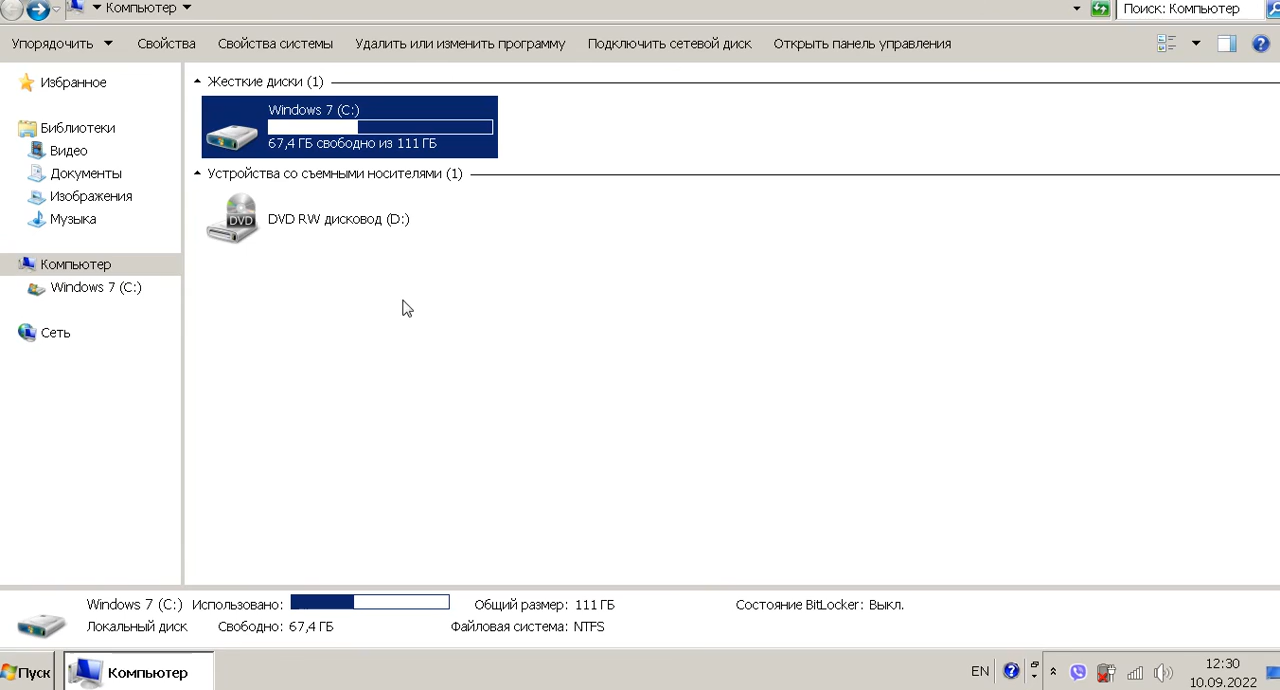 Компьютер
Поиск: Компьютер
Упорядочить Свойства Свойства системы Удалить или изменить программу Подключить сетевой диск Открыть панель управления
Избранное
Библиотеки
Видео
Документы
Изображения
Музыка
Компьютер
Windows 7 (C:)
Сеть
Жесткие диски (1)
Windows 7 (C:)
67,4 ГБ свободно из 111 ГБ
Устройства со съемными носителями (1)
DVD
DVD RW дисковод (D:)
Windows 7 (C:) Использовано: Общий размер: 111 ГБ Состояние BitLocker: Выкл.
Локальный диск Свободно: 67,4 ГБ Файловая система: NTFS
Пуск Компьютер EN 12:30
10.09.2022